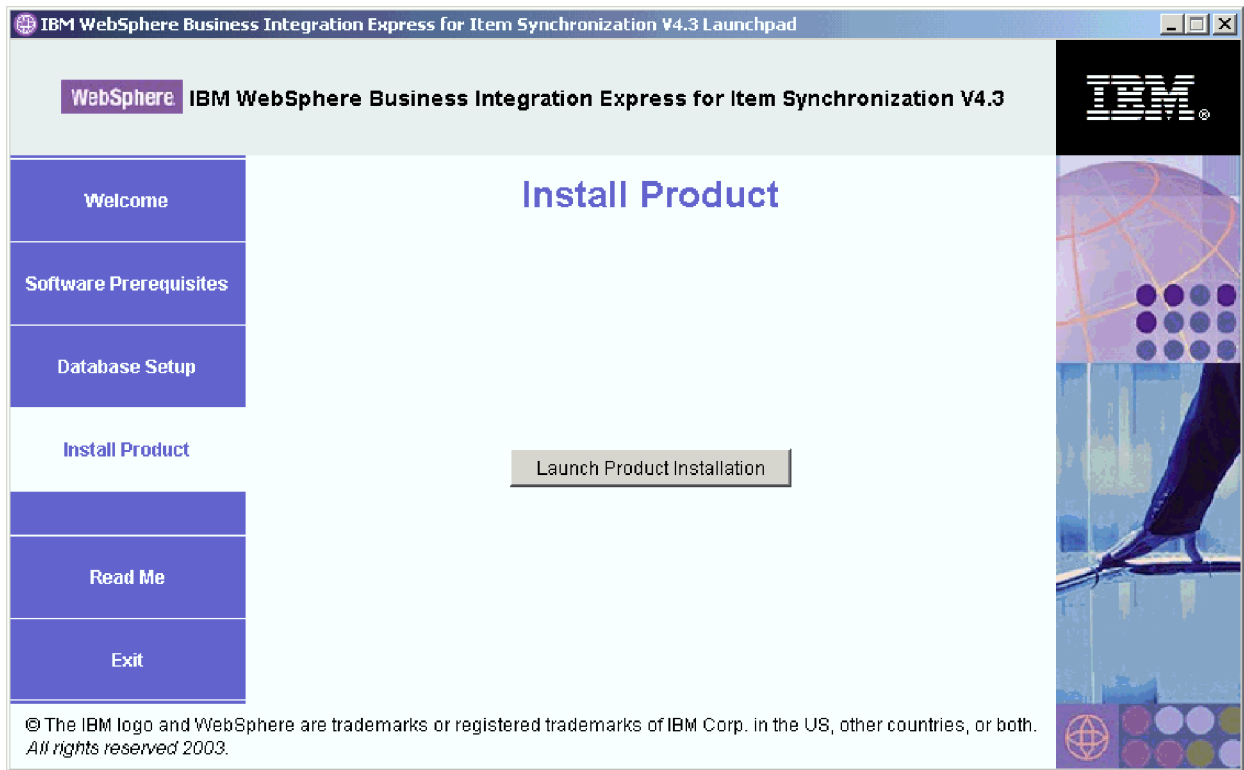 IBM WebSphere Business Integration Express for Item Synchronization V4.3 Launchpad
WebSphere. IBM WebSphere Business Integration Express for Item Synchronization V4.3
IBM®
Welcome
Install Product
Software Prerequisites
Database Setup
Install Product
Launch Product Installation
Read Me
Exit
© The IBM logo and WebSphere are trademarks or registered trademarks of IBM Corp. in the US, other countries, or both.
All rights reserved 2003.